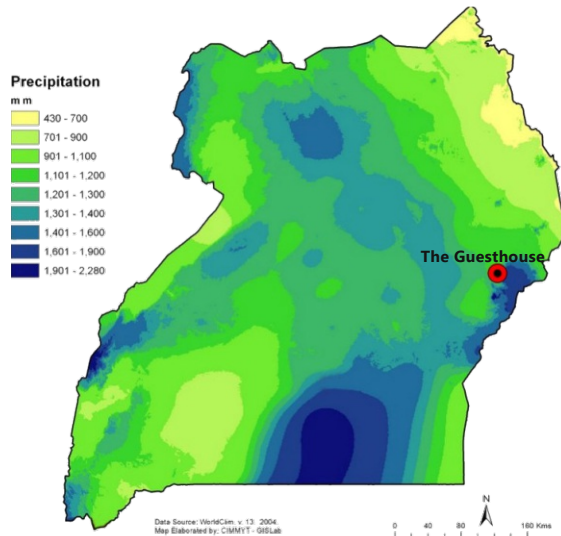 Precipitation
m m
430 - 700
701 - 900
901 - 1,100
1,101 - 1,200
1,201 - 1,300
1,301 - 1,400
1,401 - 1,600
1,601 - 1,900
1,901 - 2,280
The Guesthouse
Data Source: WorldClim. v. 13. 2004.
Map Elaborated by; CIMMYT - GISLab
N
0 40 80 160 Kms